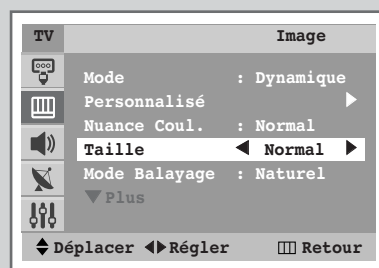 TV Image
Mode : Dynamique
Personnalisé
Nuance Coul. : Normal
Taille ◀ Normal ▶
Mode Balayage : Naturel
▼Plus
Déplacer ◀▶Régler Retour